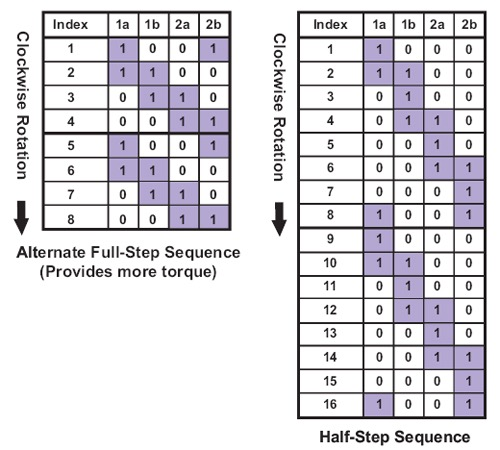 Clockwise Rotation
Index 1a 1b 2a 2b
1 1 0 0 1
2 1 1 0 0
3 0 1 1 0
4 0 0 1 1
5 1 0 0 1
6 1 1 0 0
7 0 1 1 0
8 0 0 1 1
Alternate Full-Step Sequence
(Provides more torque)
Clockwise Rotation
Index 1a 1b 2a 2b
1 1 0 0 0
2 1 1 0 0
3 0 1 0 0
4 0 1 1 0
5 0 0 1 0
6 0 0 1 1
7 0 0 0 1
8 1 0 0 1
9 1 0 0 0
10 1 1 0 0
11 0 1 0 0
12 0 1 1 0
13 0 0 1 0
14 0 0 1 1
15 0 0 0 1
16 1 0 0 1
Half-Step Sequence